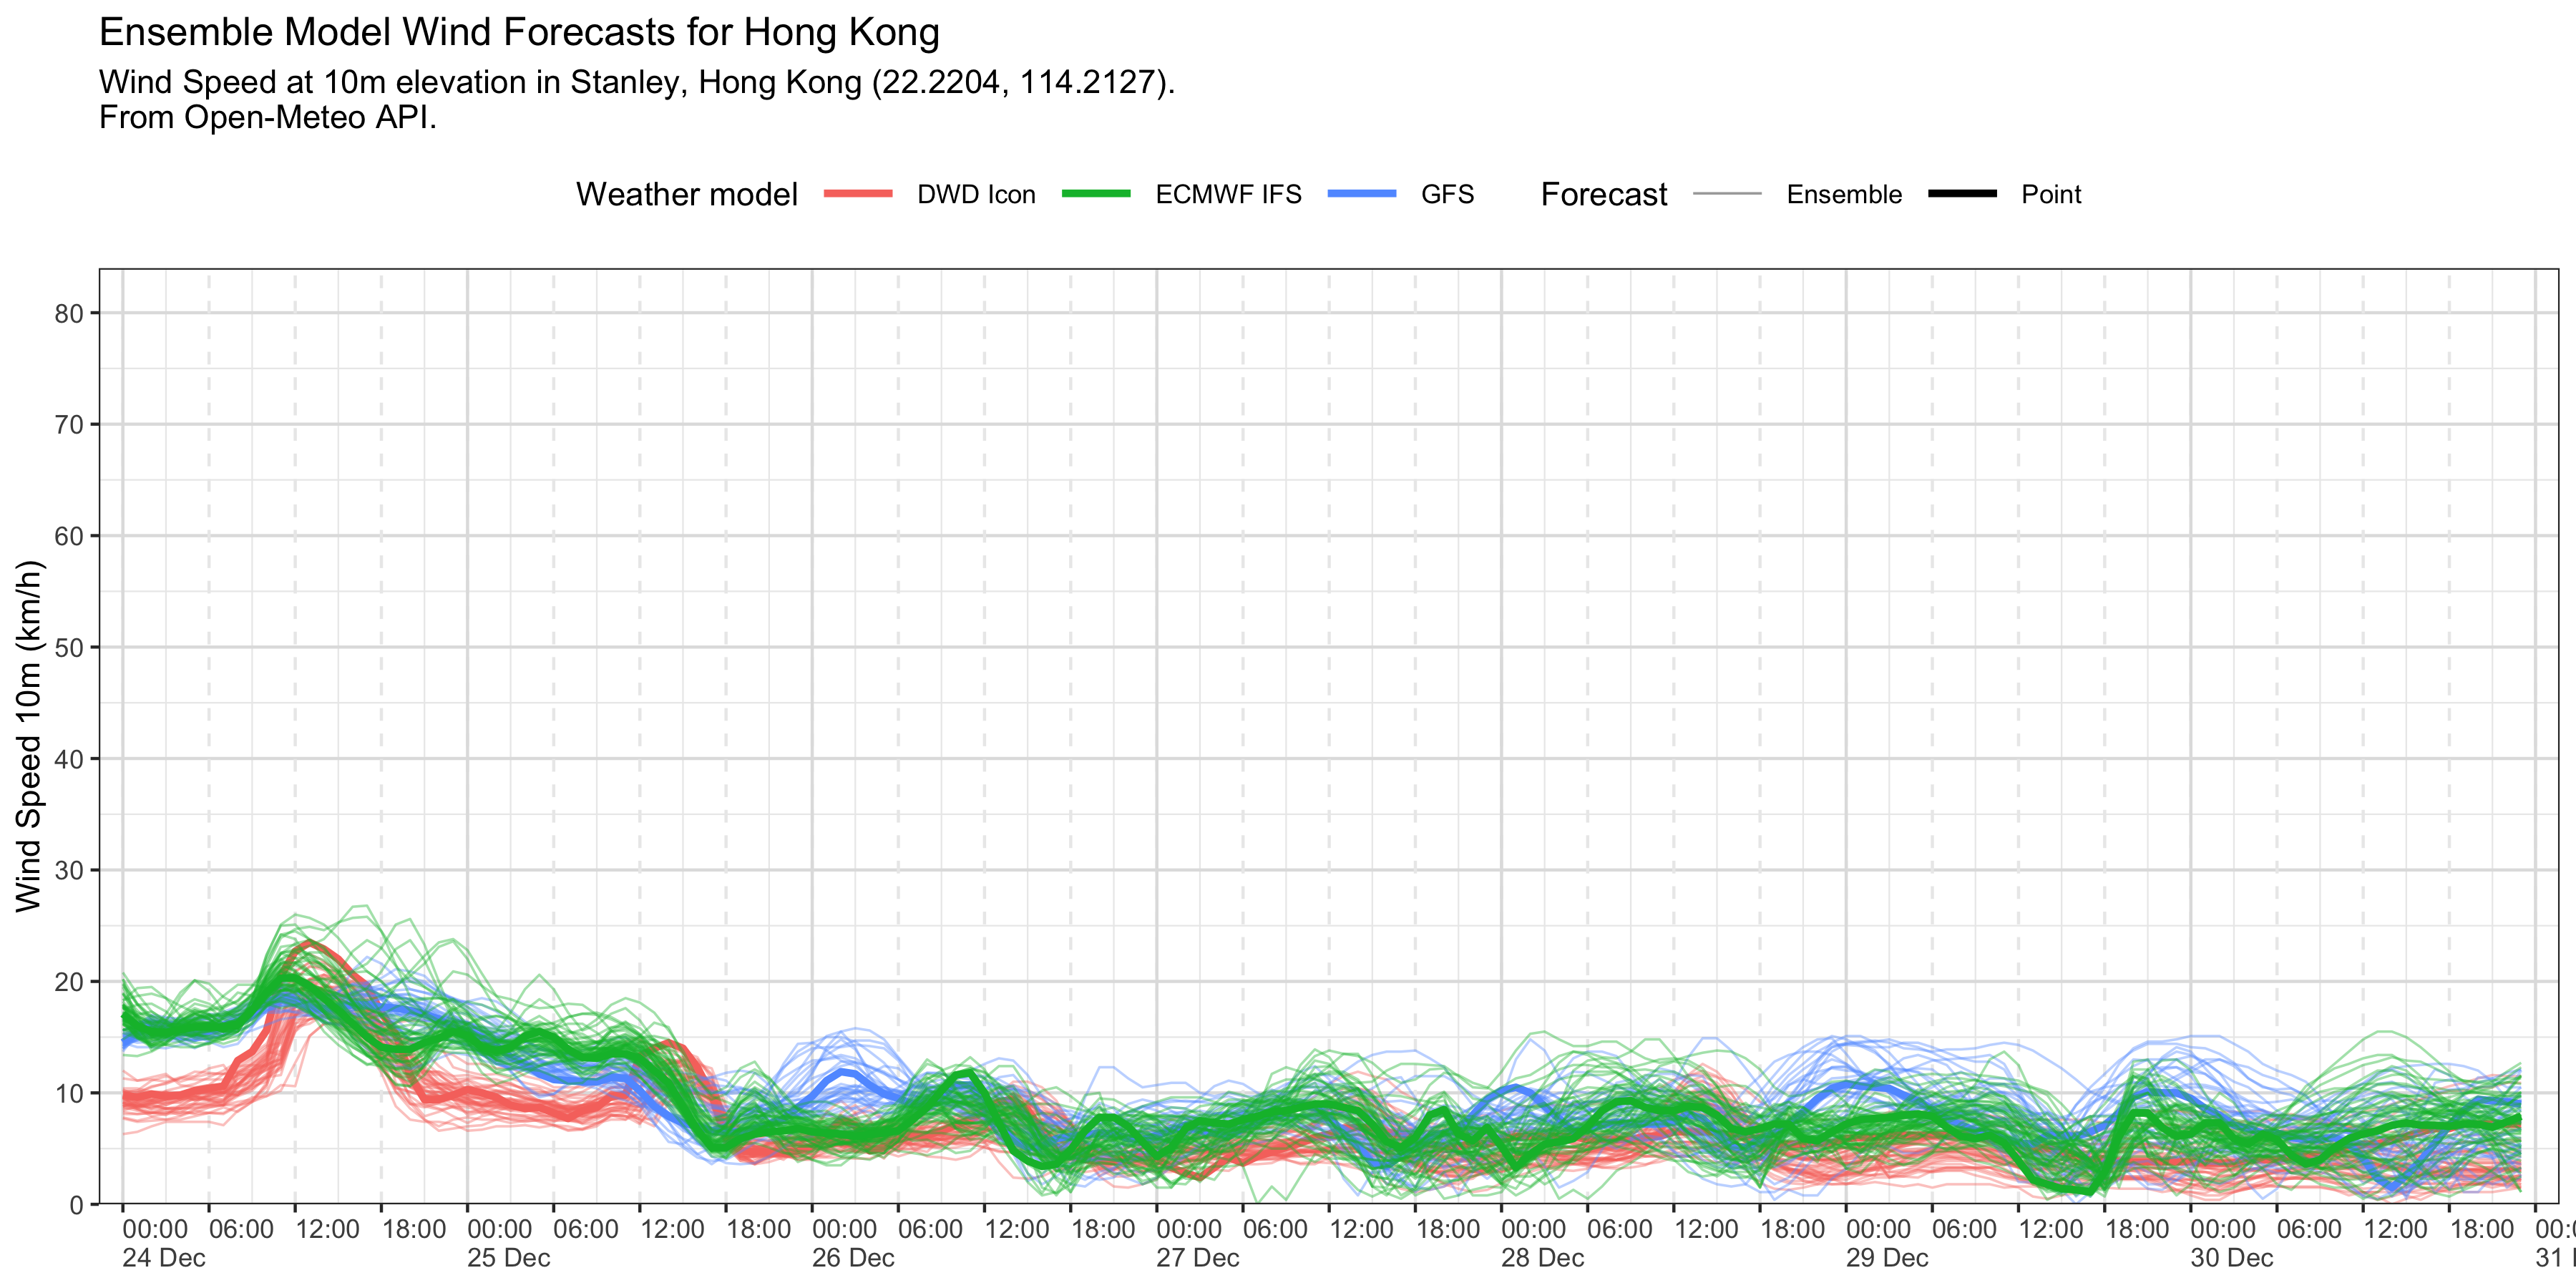 Ensemble Model Wind Forecasts for Hong Kong
Wind Speed at 10m elevation in Stanley, Hong Kong (22.2204, 114.2127).
From Open-Meteo API.
Weather model DWD Icon ECMWF IFS GFS Forecast Ensemble Point
80
70
60
50
40
30
20
10
0
Wind Speed 10m (km/h)
00:00 06:00 12:00 18:00 00:00 06:00 12:00 18:00 00:00 06:00 12:00 18:00 00:00 06:00 12:00 18:00 00:00 06:00 12:00 18:00 00:00 06:00 12:00 18:00 00:00 06:00 12:00 18:00 00:
24 Dec 25 Dec 26 Dec 27 Dec 28 Dec 29 Dec 30 Dec 31